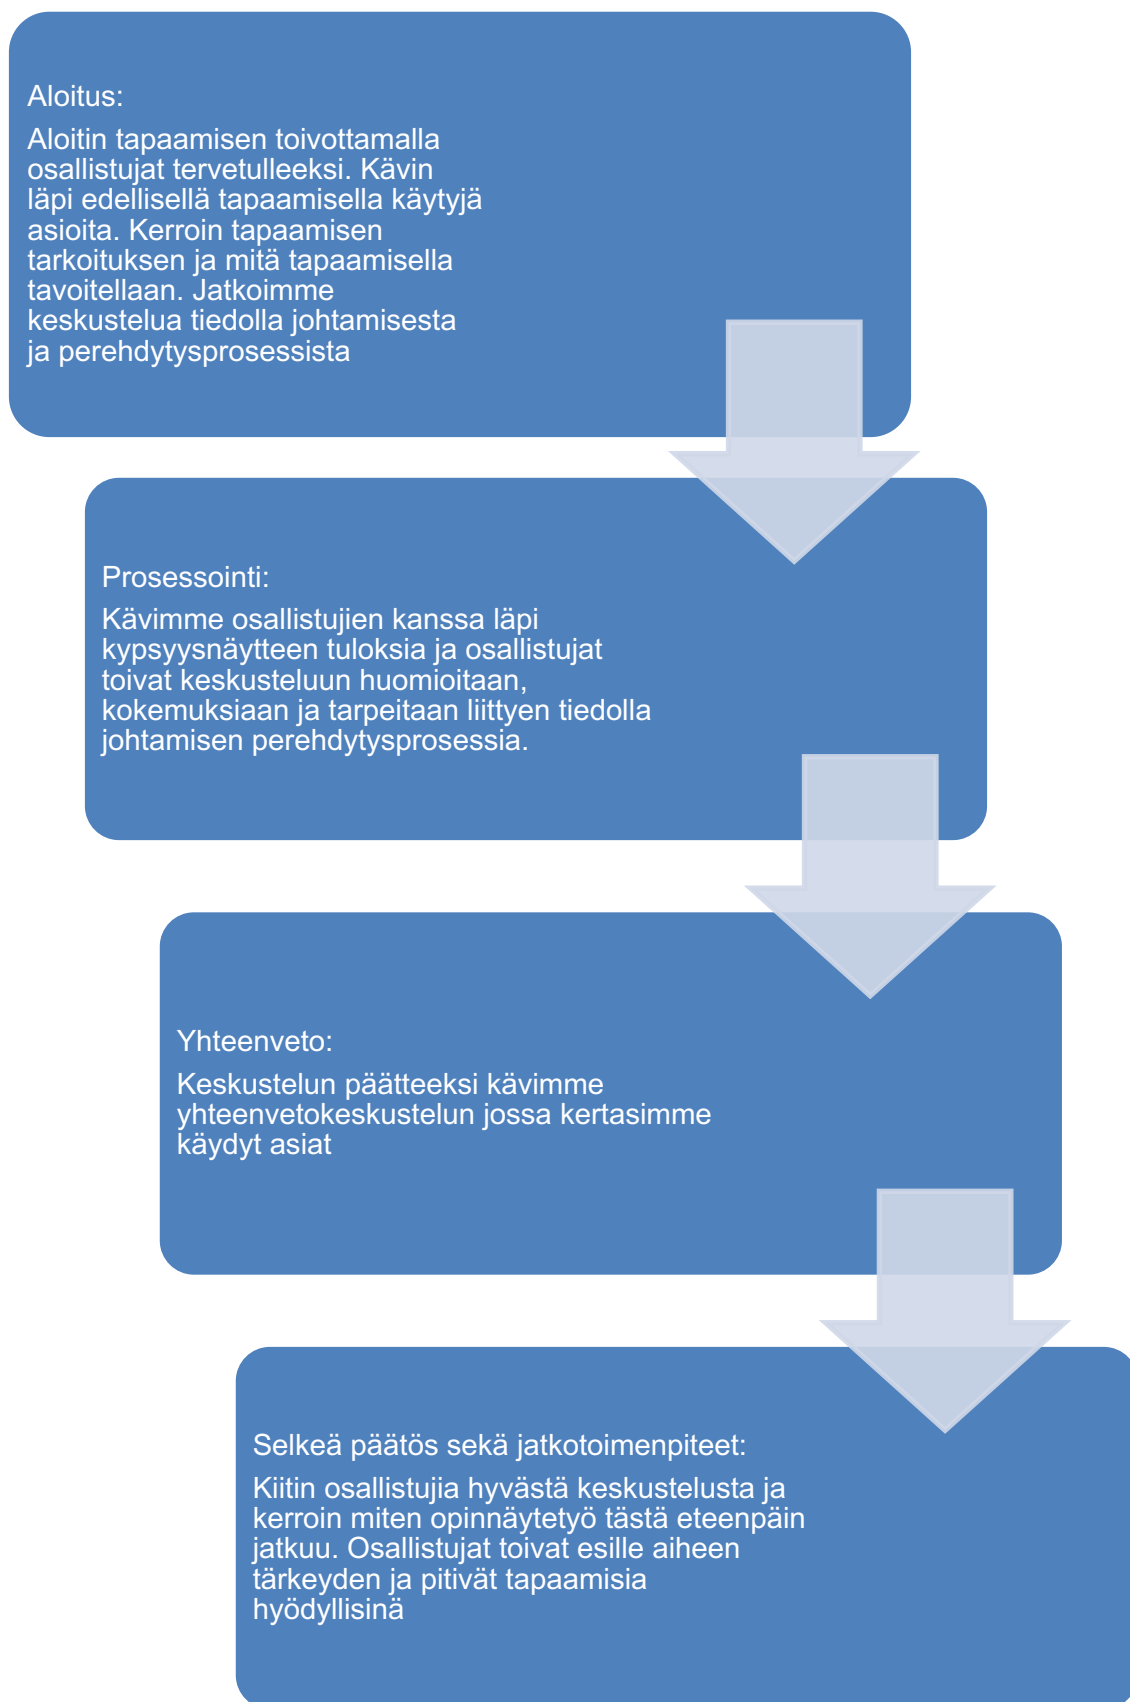 Aloitus:
Aloitin tapaamisen toivottamalla
osallistujat tervetulleeksi. Kävin
läpi edellisellä tapaamisella käytyjä
asioita. Kerroin tapaamisen
tarkoituksen ja mitä tapaamisella
tavoitellaan. Jatkoimme
keskustelua tiedolla johtamisesta
ja perehdytysprosessista
Prosessointi:
Kävimme osallistujien kanssa läpi
kypsyysnäytteen tuloksia ja osallistujat
toivat keskusteluun huomioitaan,
kokemuksiaan ja tarpeitaan liittyen tiedolla
johtamisen perehdytysprosessia.
Yhteenveto:
Keskustelun päätteeksi kävimme
yhteenvetokeskustelun jossa kertasimme
käydyt asiat
Selkeä päätös sekä jatkotoimenpiteet:
Kiitin osallistujia hyvästä keskustelusta ja
kerroin miten opinnäytetyö tästä eteenpäin
jatkuu. Osallistujat toivat esille aiheen
tärkeyden ja pitivät tapaamisia
hyödyllisinä